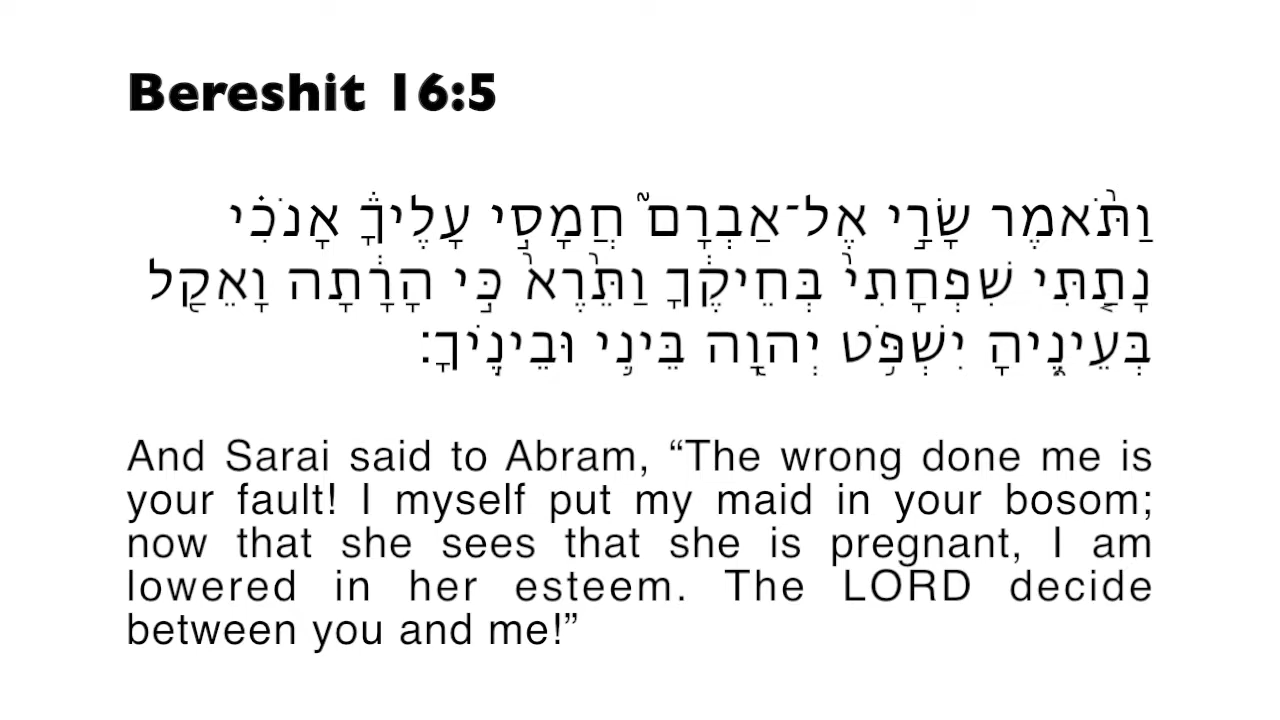 Bereshit 16:5
וַתֹּ֨אמֶר שָׂרַ֣י אֶל־אַבְרָם֮ חֲמָסִ֣י עָלֶ֒יךָ֒ אָנֹכִ֗י
נָתַ֤תִּי שִׁפְחָתִי֙ בְּחֵיקֶ֔ךָ וַתֵּ֙רֶא֙ כִּ֣י הָרָ֔תָה וָאֵקַ֖ל
בְּעֵינֶ֑יהָ יִשְׁפֹּ֥ט יְהוָ֖ה בֵּינִ֥י וּבֵינֶֽיךָ׃
And Sarai said to Abram, “The wrong done me is
your fault! I myself put my maid in your bosom;
now that she sees that she is pregnant, I am
lowered in her esteem. The LORD decide
between you and me!”